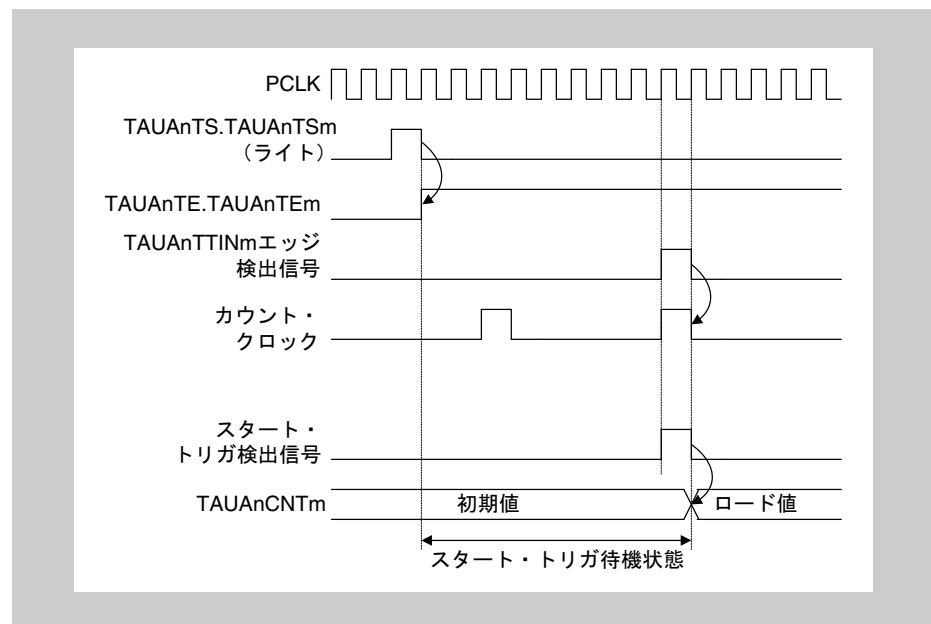 PCLK
TAUAnTS.TAUAnTSm
（ライト）
TAUAnTE.TAUAnTEm
TAUAnTTINmエッジ
検出信号
カウント・
クロック
スタート・
トリガ検出信号
TAUAnCNTm
初期値
ロード値
スタート・トリガ待機状態